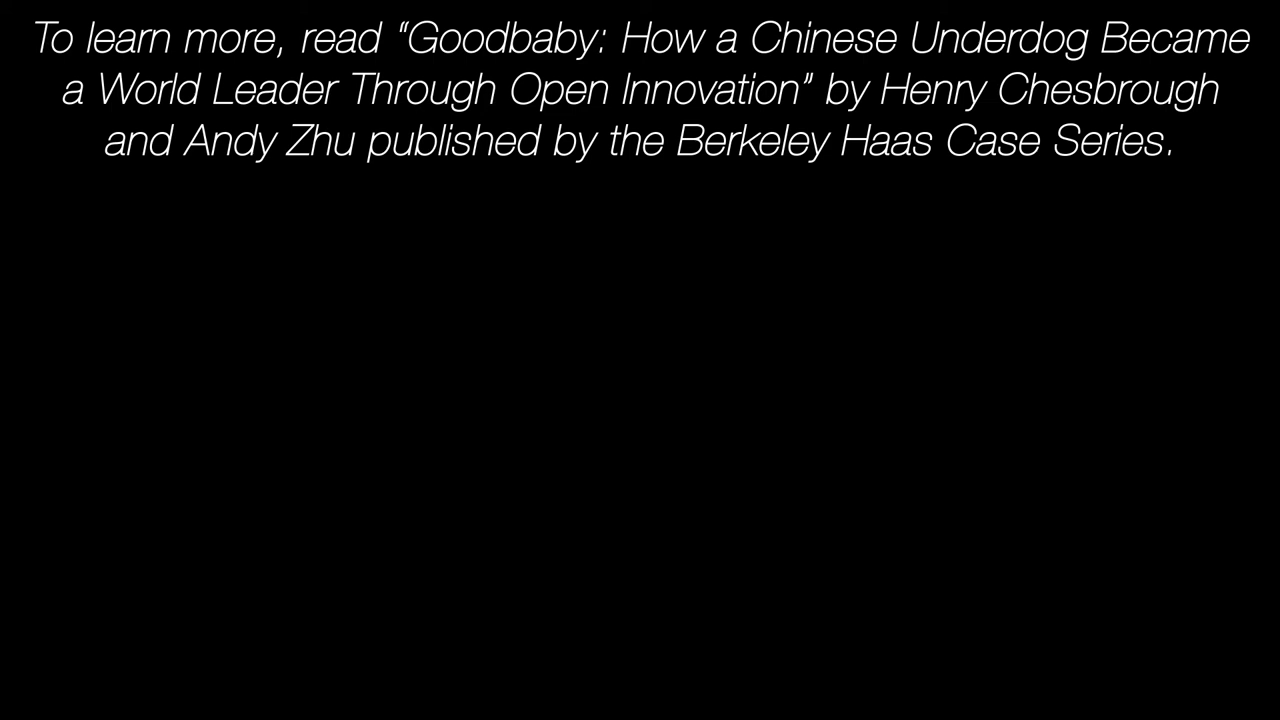 To learn more, read “Goodbaby: How a Chinese Underdog Became
a World Leader Through Open Innovation” by Henry Chesbrough
and Andy Zhu published by the Berkeley Haas Case Series.